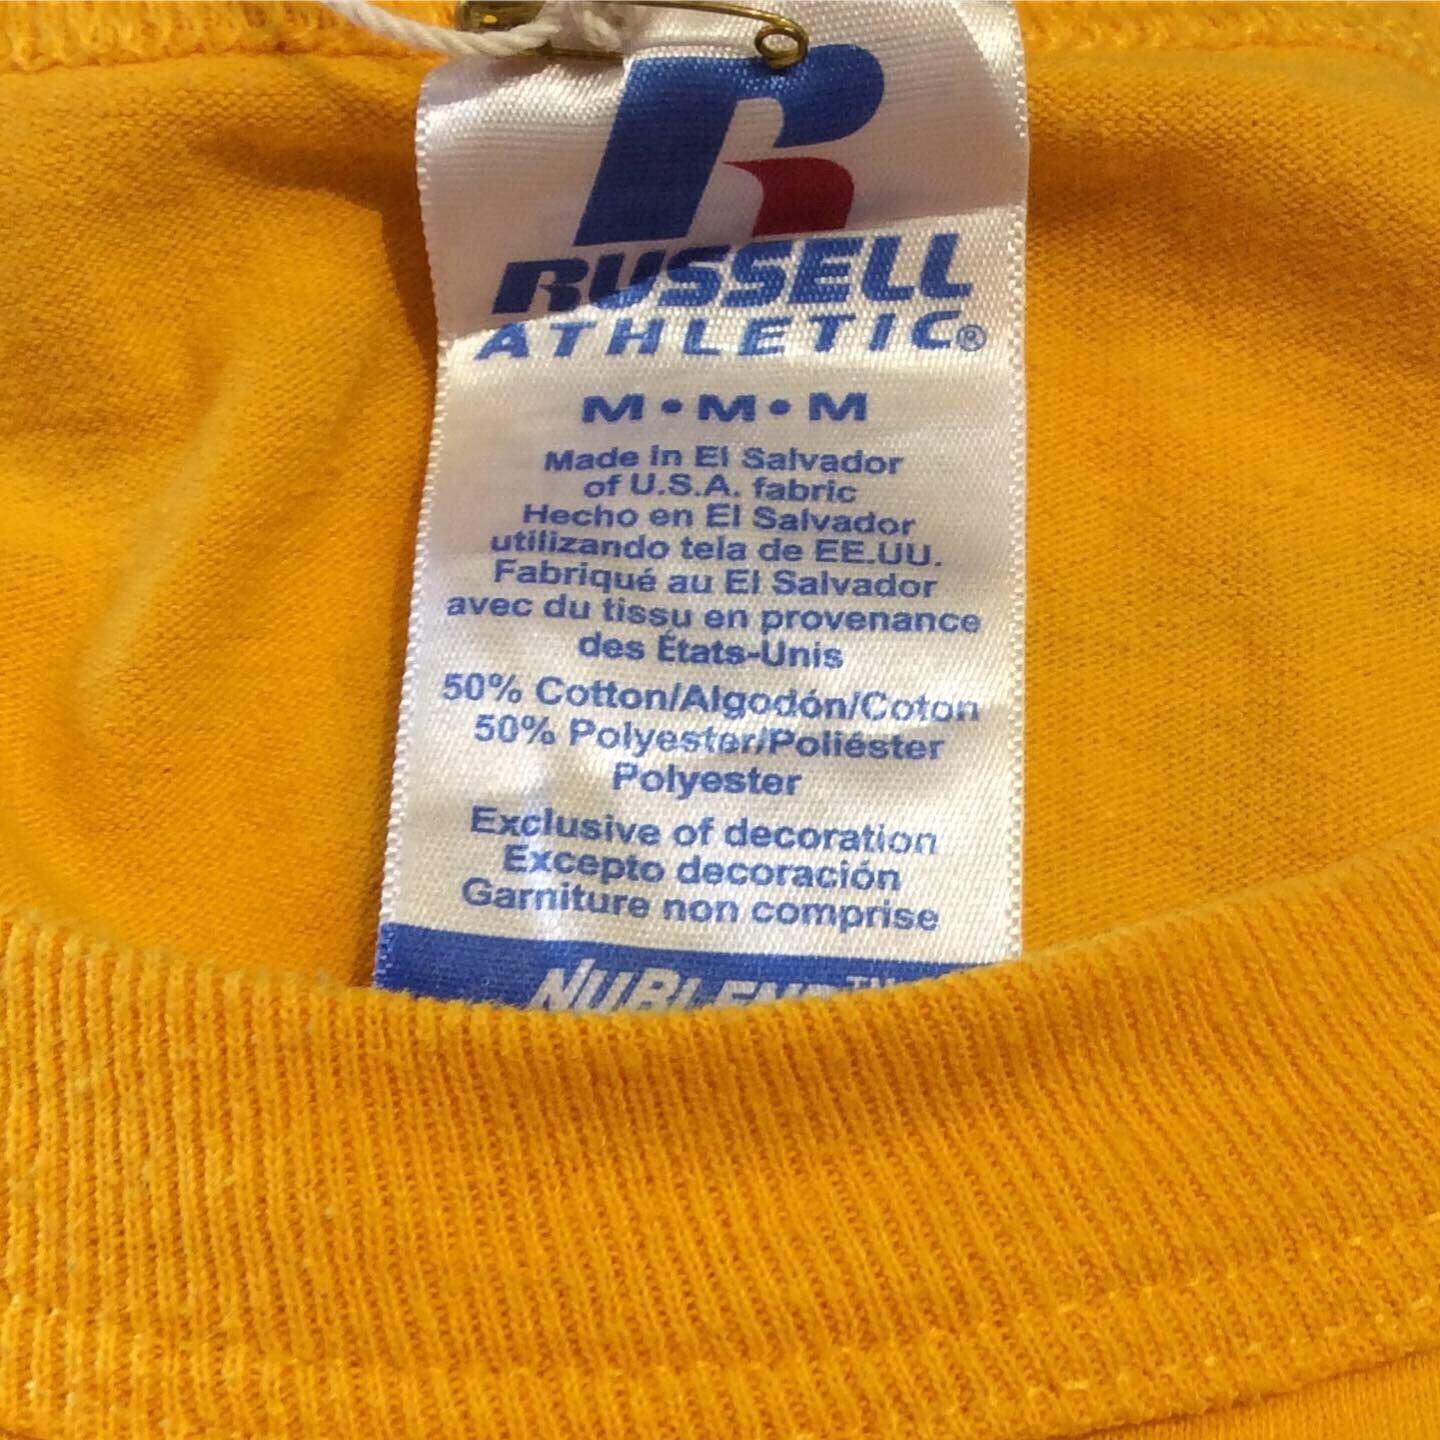 RUSSELL
ATHLETIC®
M • M • M
Made in El Salvador
of U.S.A. fabric
Hecho en El Salvador
utilizando tela de EE.UU.
Fabriqué au El Salvador
avec du tissu en provenance
des États-Unis
50% Cotton/Algodón/Coton
50% Polyester/Poliéster
Polyester
Exclusive of decoration
Excepto decoración
Garniture non comprise
NUBLEND™